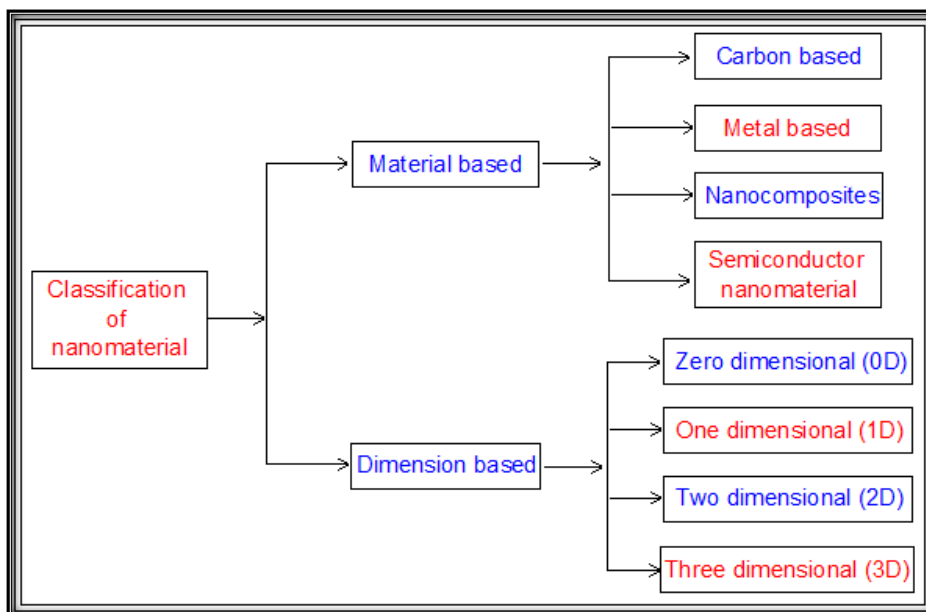 Classification
of
nanomaterial
Material based
Carbon based
Metal based
Nanocomposites
Semiconductor
nanomaterial
Dimension based
Zero dimensional (0D)
One dimensional (1D)
Two dimensional (2D)
Three dimensional (3D)